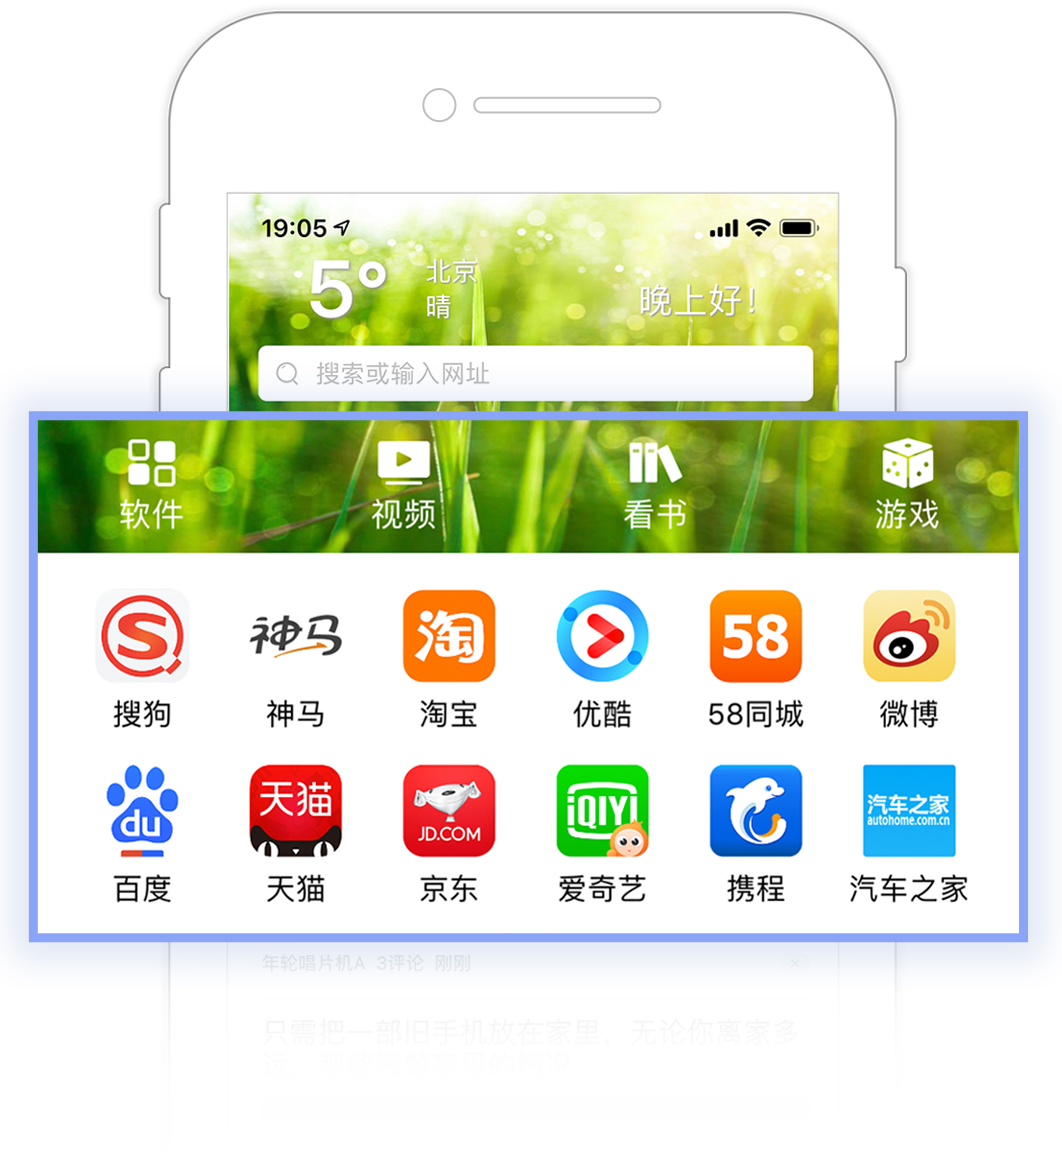 19:05
5°
北京
晴
晚上好！
搜索或输入网址
软件 视频 看书 游戏
S 神马 淘 58
搜狗 神马 淘宝 优酷 58同城 微博
du 天猫 JD.COM iQIYI 汽车之家
autohome.com.cn
百度 天猫 京东 爱奇艺 携程 汽车之家
年轮唱片机A 3评论 刚刚
只需把一部旧手机放在家里，无论你离家多